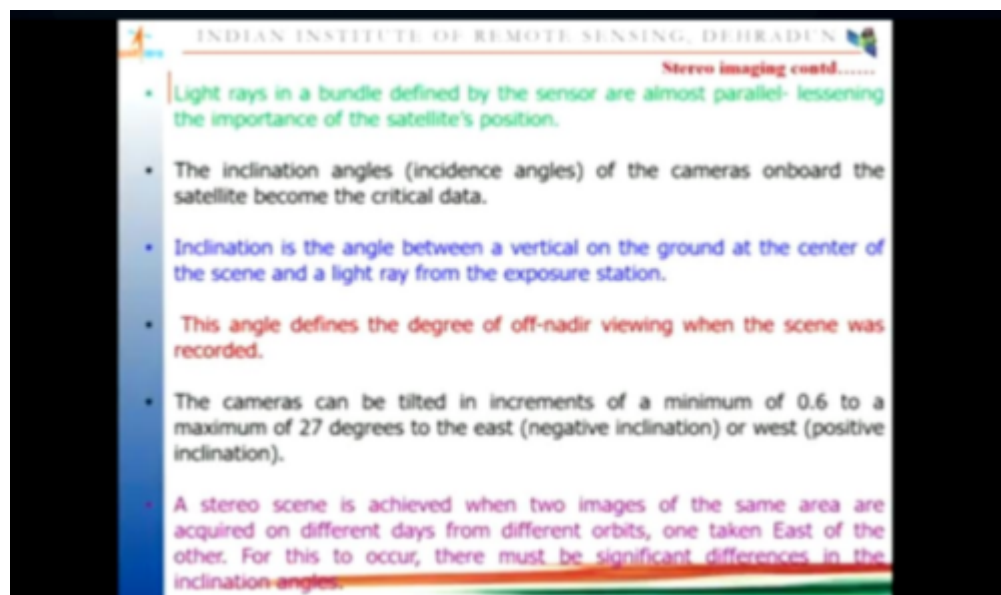 INDIAN INSTITUTE OF REMOTE SENSING, DEHRADUN
Stereo imaging contd......
• Light rays in a bundle defined by the sensor are almost parallel- lessening
the importance of the satellite's position.
• The inclination angles (incidence angles) of the cameras onboard the
satellite become the critical data.
• Inclination is the angle between a vertical on the ground at the center of
the scene and a light ray from the exposure station.
• This angle defines the degree of off-nadir viewing when the scene was
recorded.
• The cameras can be tilted in increments of a minimum of 0.6 to a
maximum of 27 degrees to the east (negative inclination) or west (positive
inclination).
• A stereo scene is achieved when two images of the same area are
acquired on different days from different orbits, one taken East of the
other. For this to occur, there must be significant differences in the
inclination angles.